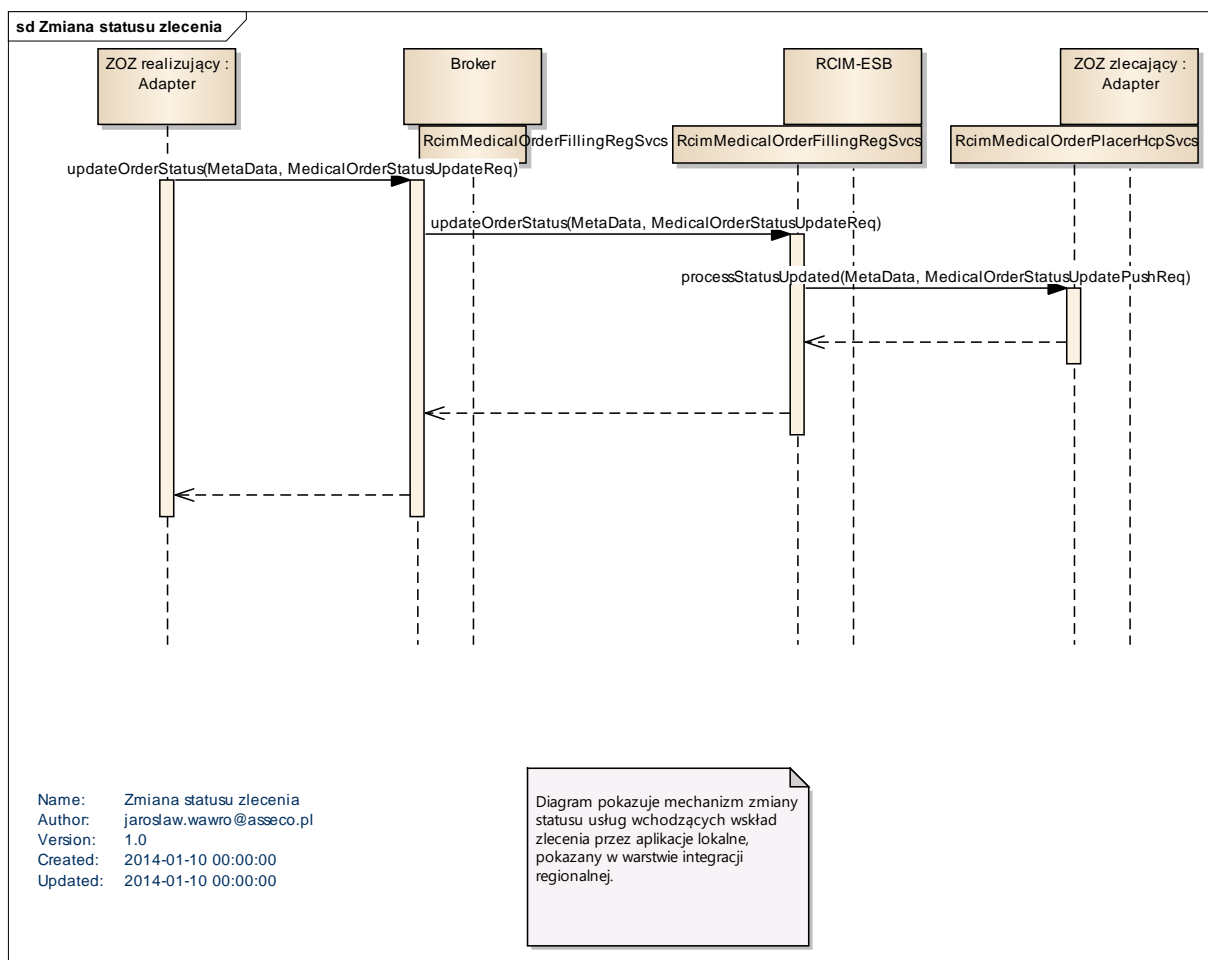 sd Zmiana statusu zlecenia
ZOZ realizujący :
Adapter
Broker
RCIM-ESB
ZOZ zlecający :
Adapter
RcimMedicalOrderFillingRegSvcs
RcimMedicalOrderFillingRegSvcs
RcimMedicalOrderPlacerHcpSvcs
updateOrderStatus(MetaData, MedicalOrderStatusUpdateReq)
updateOrderStatus(MetaData, MedicalOrderStatusUpdateReq)
processStatusUpdated(MetaData, MedicalOrderStatusUpdatePushReq)
Name: Zmiana statusu zlecenia
Author: jaroslaw.wawro@asseco.pl
Version: 1.0
Created: 2014-01-10 00:00:00
Updated: 2014-01-10 00:00:00
Diagram pokazuje mechanizm zmiany
statusu usług wchodzących wskład
zlecenia przez aplikacje lokalne,
pokazany w warstwie integracji
regionalnej.